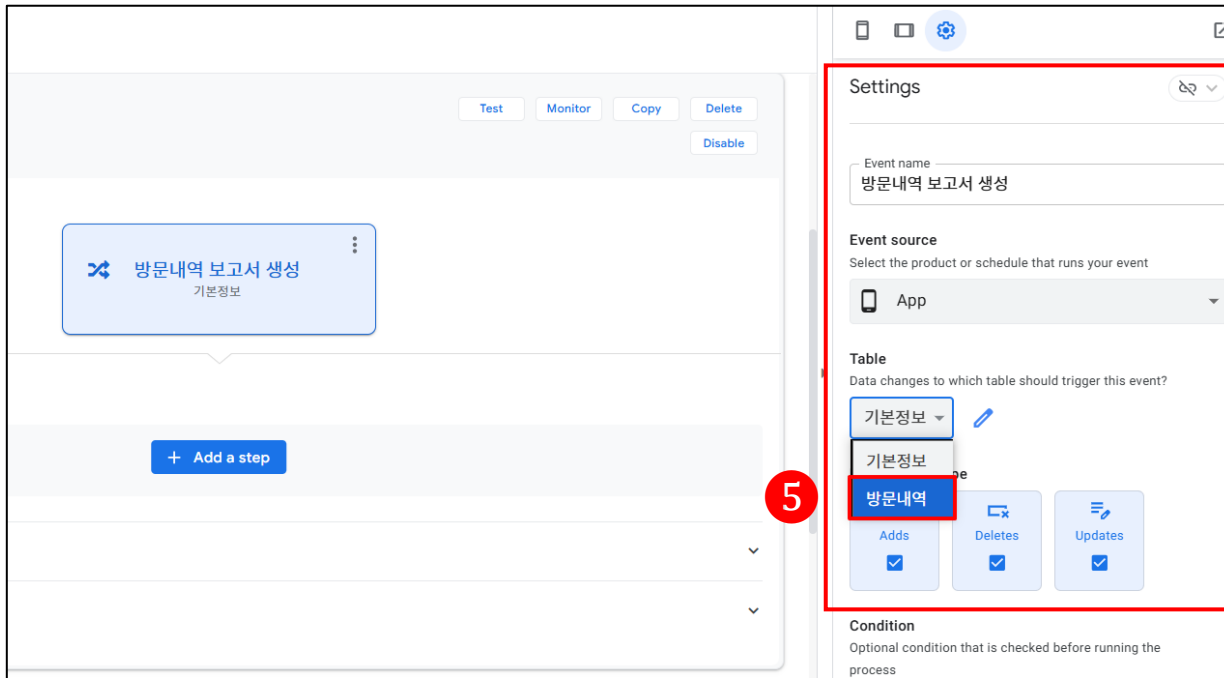 Test
Monitor
Copy
Delete
Disable
방문내역 보고서 생성
기본정보
+ Add a step
5
Settings
Event name
방문내역 보고서 생성
Event source
Select the product or schedule that runs your event
App
Table
Data changes to which table should trigger this event?
기본정보
기본정보
방문내역
pe
Adds
Deletes
Updates
Condition
Optional condition that is checked before running the
process